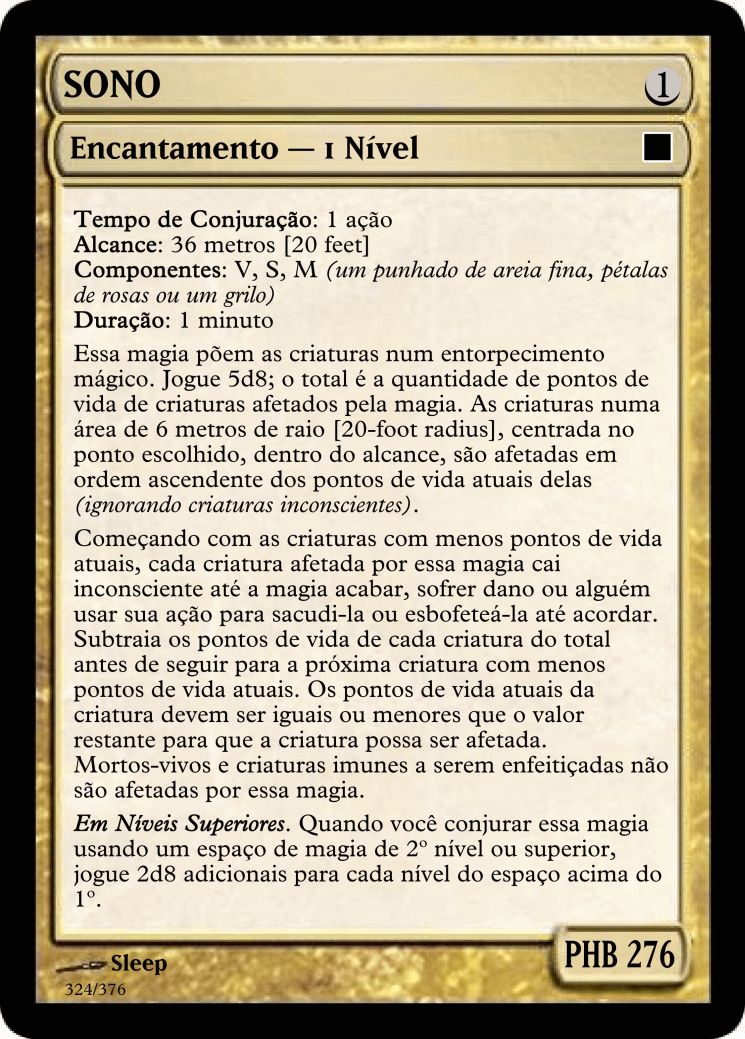 SONO
1
Encantamento — 1 Nível
Tempo de Conjuração: 1 ação
Alcance: 36 metros [20 feet]
Componentes: V, S, M (um punhado de areia fina, pétalas
de rosas ou um grilo)
Duração: 1 minuto
Essa magia põem as criaturas num entorpecimento
mágico. Jogue 5d8; o total é a quantidade de pontos de
vida de criaturas afetados pela magia. As criaturas numa
área de 6 metros de raio [20-foot radius], centrada no
ponto escolhido, dentro do alcance, são afetadas em
ordem ascendente dos pontos de vida atuais delas
(ignorando criaturas inconscientes).
Começando com as criaturas com menos pontos de vida
atuais, cada criatura afetada por essa magia cai
inconsciente até a magia acabar, sofrer dano ou alguém
usar sua ação para sacudi-la ou esbofeteá-la até acordar.
Subtraia os pontos de vida de cada criatura do total
antes de seguir para a próxima criatura com menos
pontos de vida atuais. Os pontos de vida atuais da
criatura devem ser iguais ou menores que o valor
restante para que a criatura possa ser afetada.
Mortos-vivos e criaturas imunes a serem enfeitiçadas não
são afetadas por essa magia.
Em Níveis Superiores. Quando você conjurar essa magia
usando um espaço de magia de 2º nível ou superior,
jogue 2d8 adicionais para cada nível do espaço acima do
1º.
Sleep
PHB 276
324/376